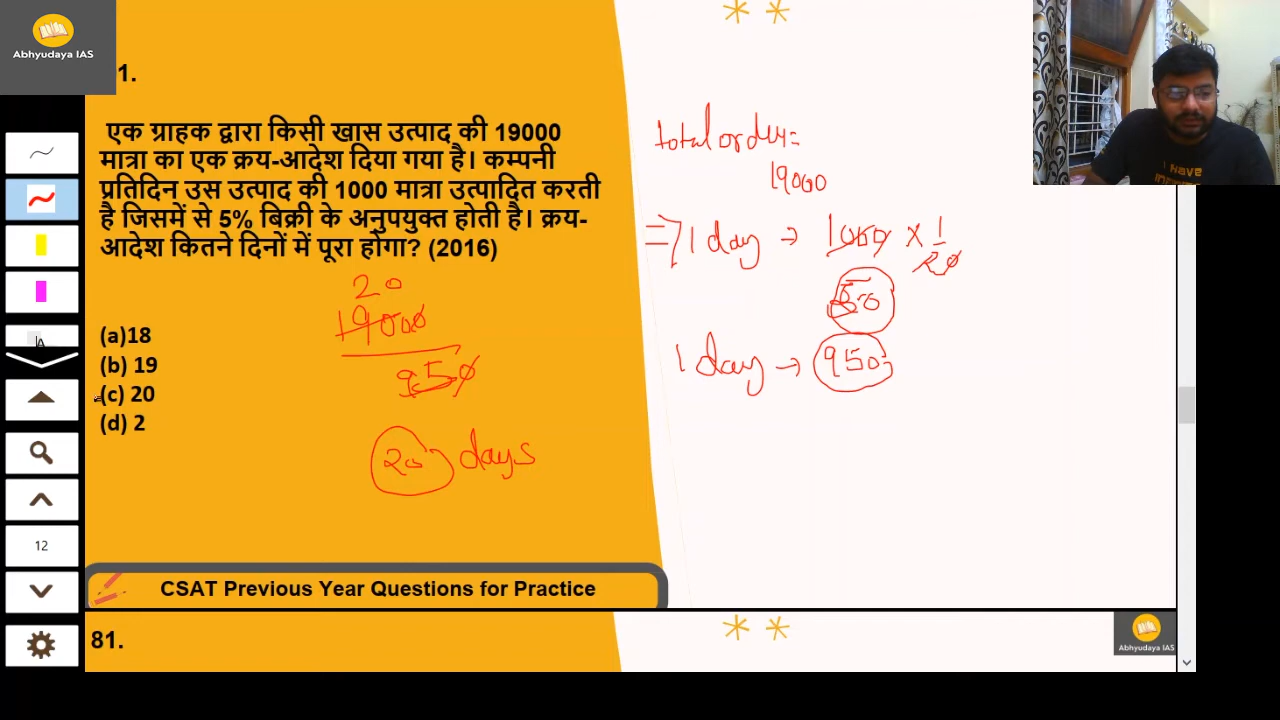 Abhyudaya IAS
1.
एक ग्राहक द्वारा किसी खास उत्पाद की 19000
मात्रा का एक क्रय-आदेश दिया गया है। कम्पनी
प्रतिदिन उस उत्पाद की 1000 मात्रा उत्पादित करती
है जिसमें से 5% बिक्री के अनुपयुक्त होती है। क्रय-
आदेश कितने दिनों में पूरा होगा? (2016)
(a)18
(b) 19
(c) 20
(d) 2
20
19000
950
20 days
total order=
19000
=> 1 day → 1000 × 1/20
50
1 day → 950
I HAVE
A
12
CSAT Previous Year Questions for Practice
81.
Abhyudaya IAS